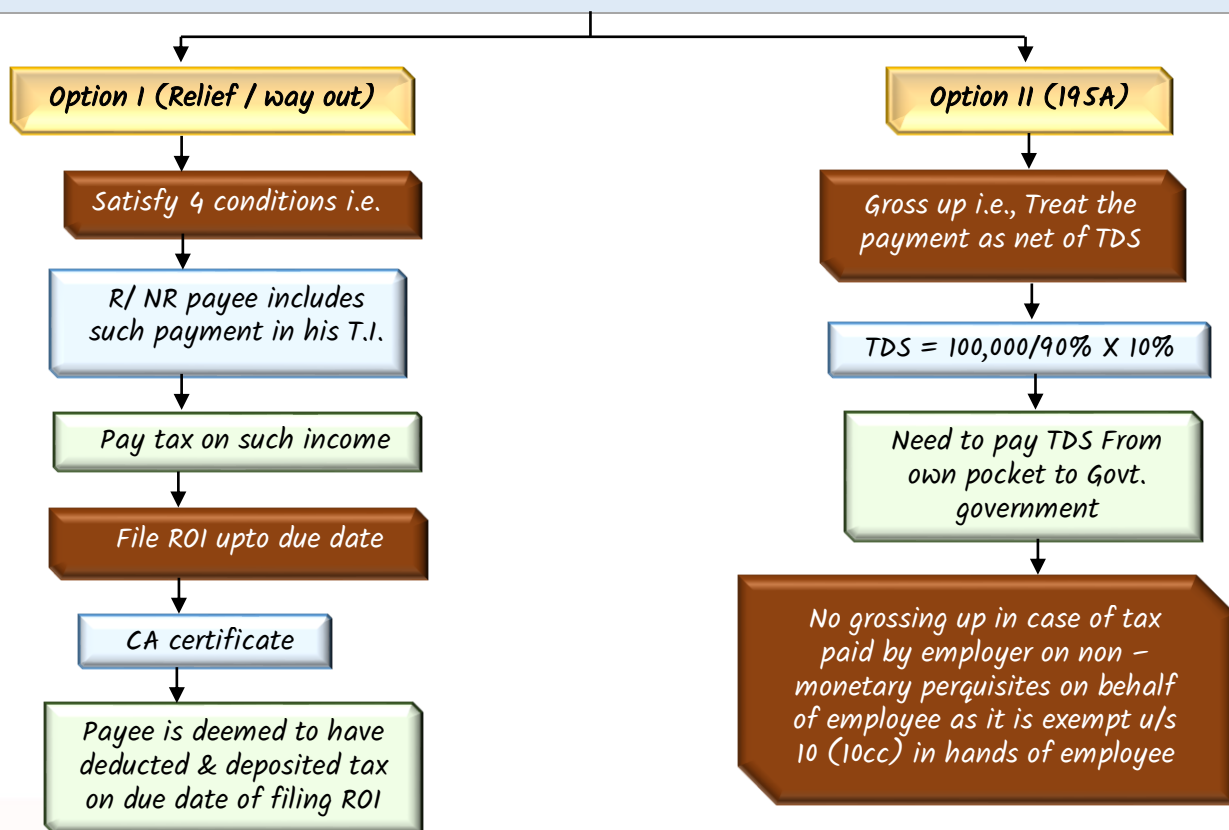 Option I (Relief / way out)
Satisfy 4 conditions i.e.
R/ NR payee includes
such payment in his T.I.
Pay tax on such income
File ROI upto due date
CA certificate
Payee is deemed to have
deducted & deposited tax
on due date of filing ROI
Option II (195A)
Gross up i.e., Treat the
payment as net of TDS
TDS = 100,000/90% X 10%
Need to pay TDS From
own pocket to Govt.
government
No grossing up in case of tax
paid by employer on non –
monetary perquisites on behalf
of employee as it is exempt u/s
10 (10cc) in hands of employee